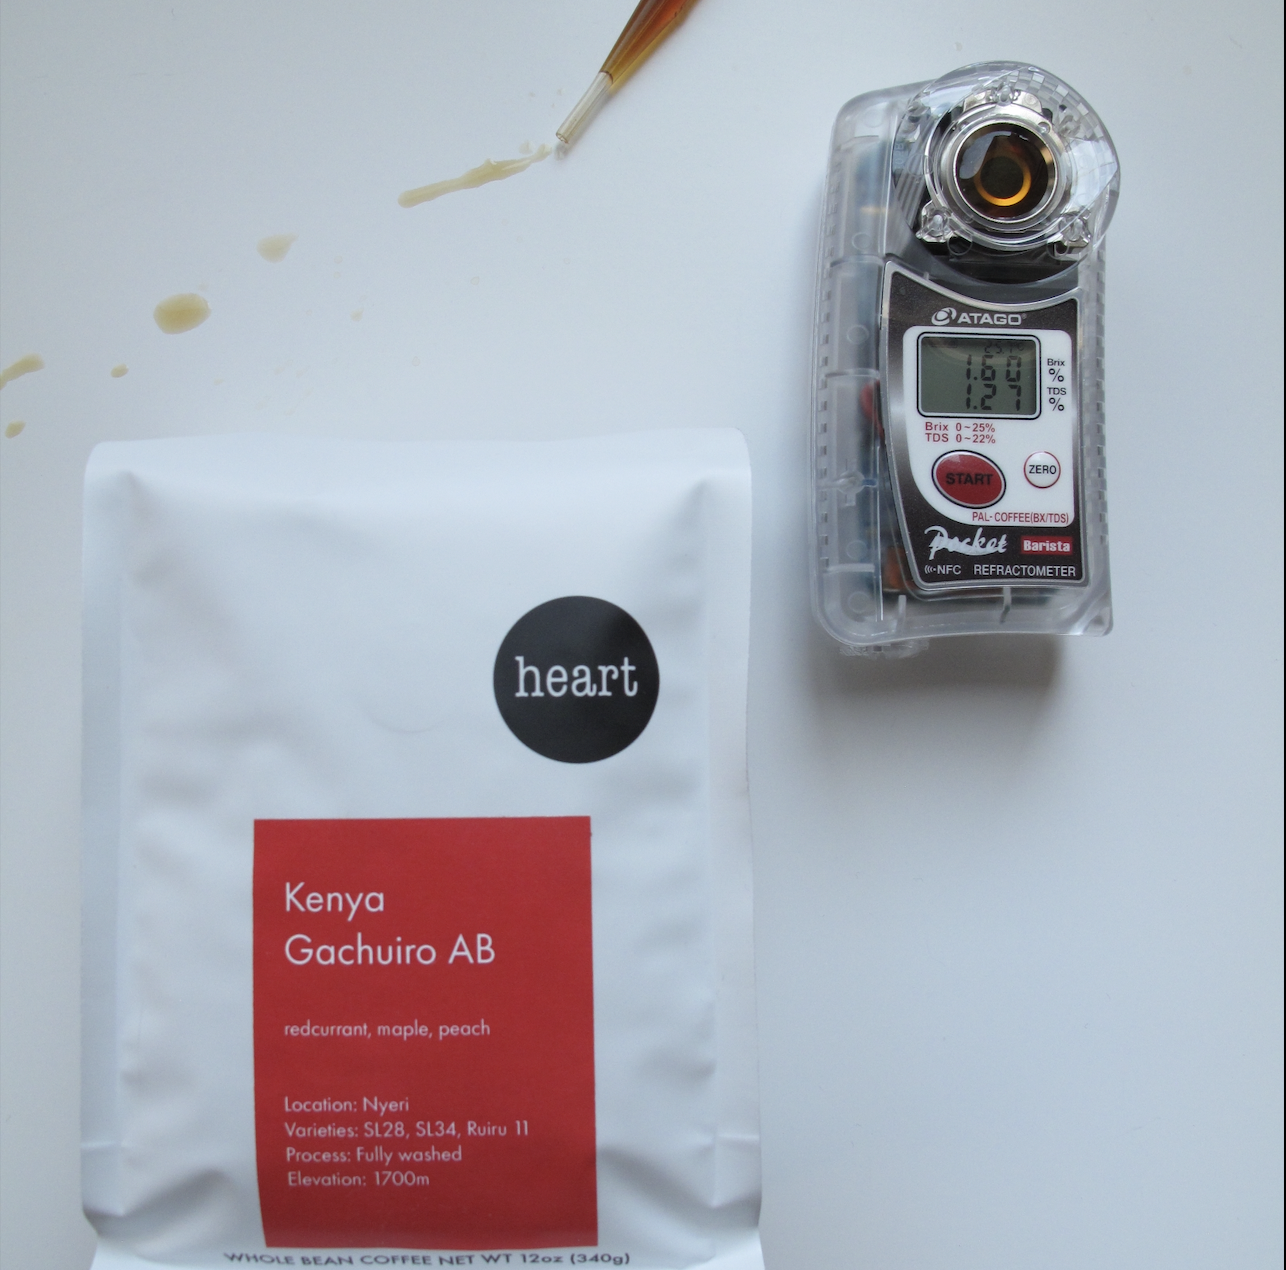 ATAGO
1.60
Brix
%
1.27
TDS
%
Brix 0~25%
TDS 0~22%
START
ZERO
PAL-COFFEE(BX/TDS)
Pocket Barista
NFC REFRACTOMETER
heart
Kenya
Gachuiro AB
redcurrant, maple, peach
Location: Nyeri
Varieties: SL28, SL34, Ruiru 11
Process: Fully washed
Elevation: 1700m
WHOLE BEAN COFFEE NET WT 12oz (340g)